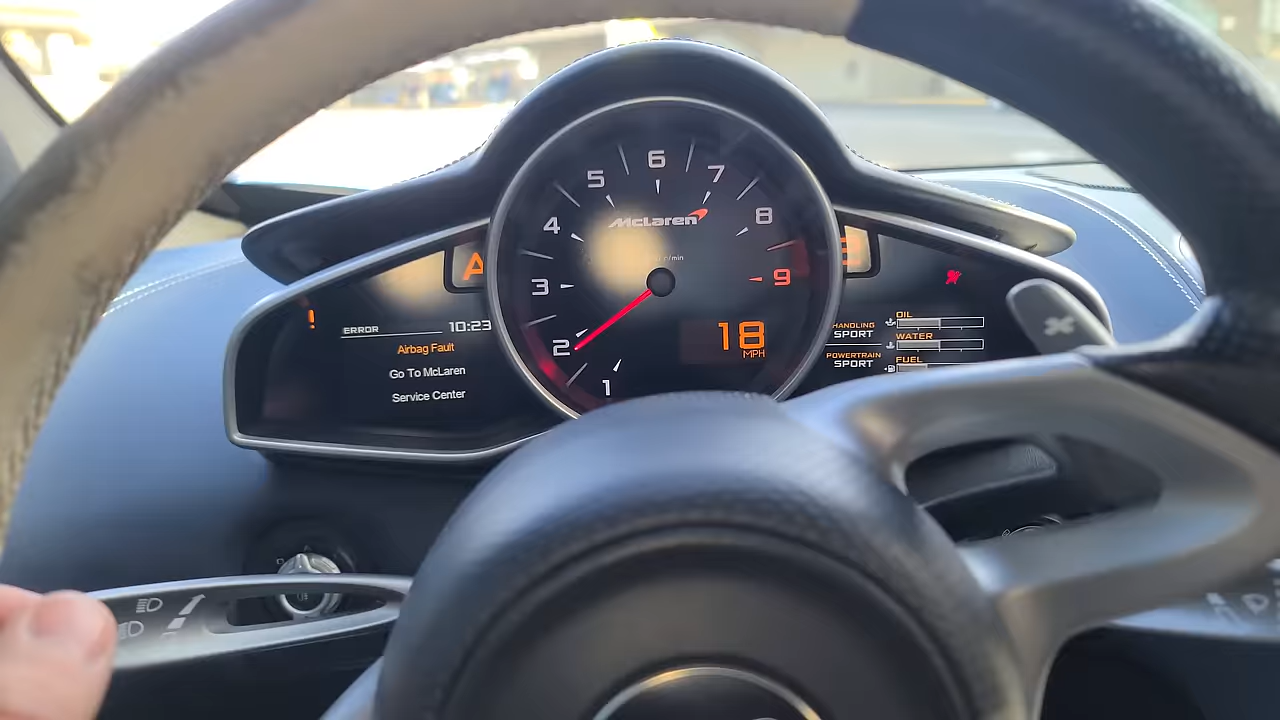 ERROR 10:23
Airbag Fault
Go To McLaren
Service Center
A
1
2
3
4
5
6
7
8
9
McLaren
r/min
18
MPH
HANDLING
SPORT
POWERTRAIN
SPORT
OIL
WATER
FUEL